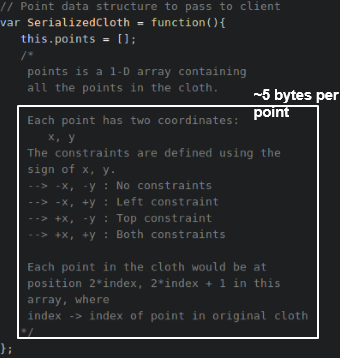 // Point data structure to pass to client
var SerializedCloth = function(){
this.points = [];
/*
points is a 1-D array containing
all the points in the cloth.
~5 bytes per
point
Each point has two coordinates:
x, y
The constraints are defined using the
sign of x, y.
--> -x, -y : No constraints
--> -x, +y : Left constraint
--> +x, -y : Top constraint
--> +x, +y : Both constraints
Each point in the cloth would be at
position 2*index, 2*index + 1 in this
array, where
index -> index of point in original cloth
*/
};